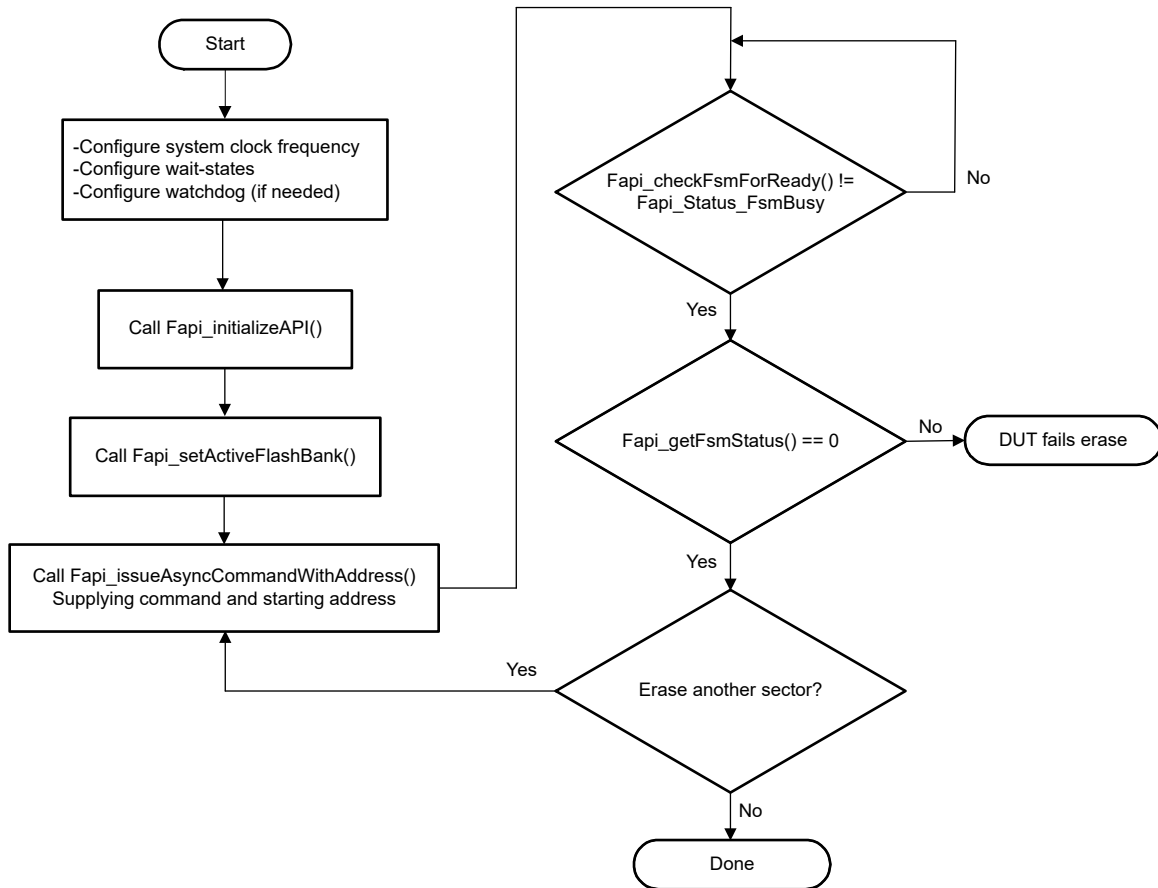 Start
-Configure system clock frequency
-Configure wait-states
-Configure watchdog (if needed)
Call Fapi_initializeAPI()
Call Fapi_setActiveFlashBank()
Call Fapi_issueAsyncCommandWithAddress()
Supplying command and starting address
Fapi_checkFsmForReady() !=
Fapi_Status_FsmBusy
No
Yes
Fapi_getFsmStatus() == 0
No
DUT fails erase
Yes
Erase another sector?
Yes
No
Done